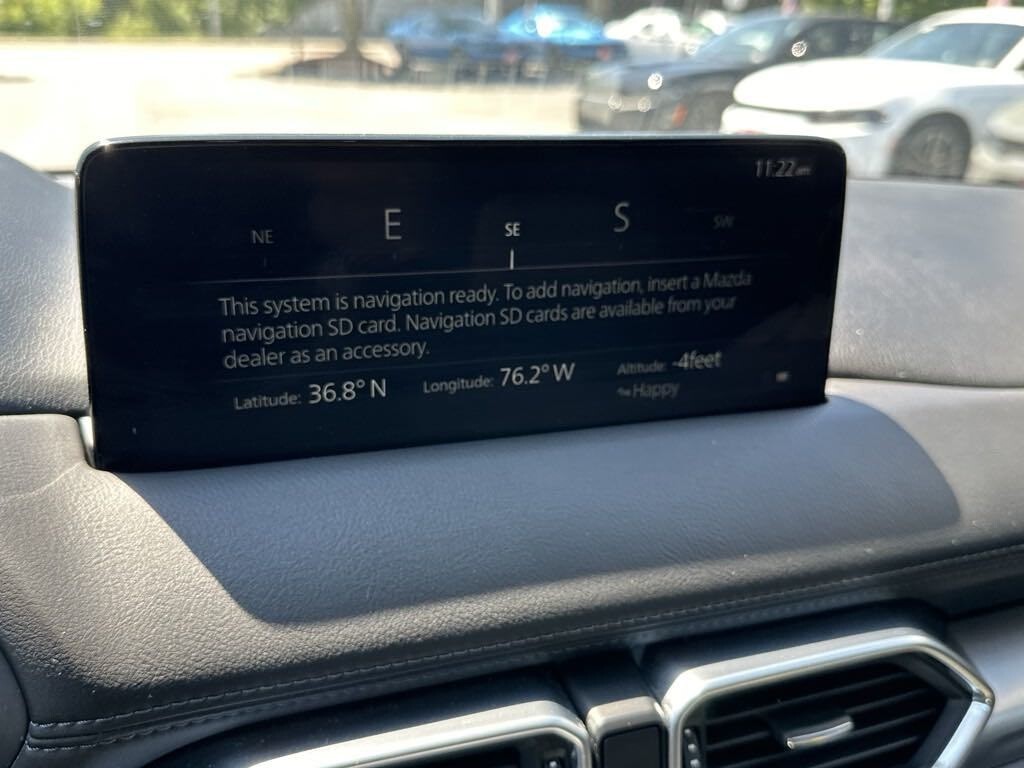 11:22am
NE E SE S SW
This system is navigation ready. To add navigation, insert a Mazda
navigation SD card. Navigation SD cards are available from your
dealer as an accessory.
Latitude: 36.8° N Longitude: 76.2° W Altitude: -4feet
Happy